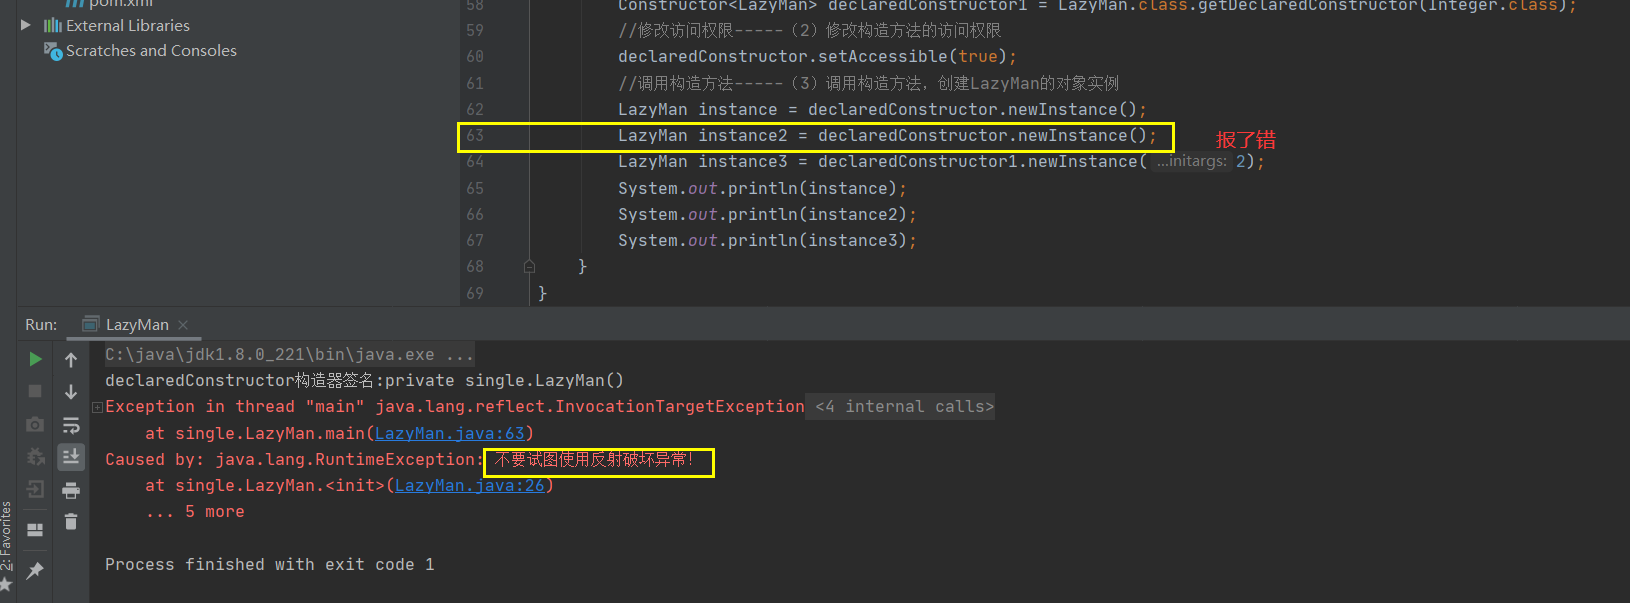 pom.xml
External Libraries
Scratches and Consoles
58 Constructor<LazyMan> declaredConstructor1 = LazyMan.class.getDeclaredConstructor(Integer.class);
59 //修改访问权限-----（2）修改构造方法的访问权限
60 declaredConstructor.setAccessible(true);
61 //调用构造方法-----（3）调用构造方法，创建LazyMan的对象实例
62 LazyMan instance = declaredConstructor.newInstance();
63 LazyMan instance2 = declaredConstructor.newInstance();
报了错
64 LazyMan instance3 = declaredConstructor1.newInstance( ...initargs: 2);
65 System.out.println(instance);
66 System.out.println(instance2);
67 System.out.println(instance3);
68 }
69 }
Run: LazyMan
C:\java\jdk1.8.0_221\bin\java.exe ...
declaredConstructor构造器签名:private single.LazyMan()
Exception in thread "main" java.lang.reflect.InvocationTargetException <4 internal calls>
at single.LazyMan.main(LazyMan.java:63)
Caused by: java.lang.RuntimeException: 不要试图使用反射破坏异常!
at single.LazyMan.<init>(LazyMan.java:26)
... 5 more
Process finished with exit code 1
2: Favorites